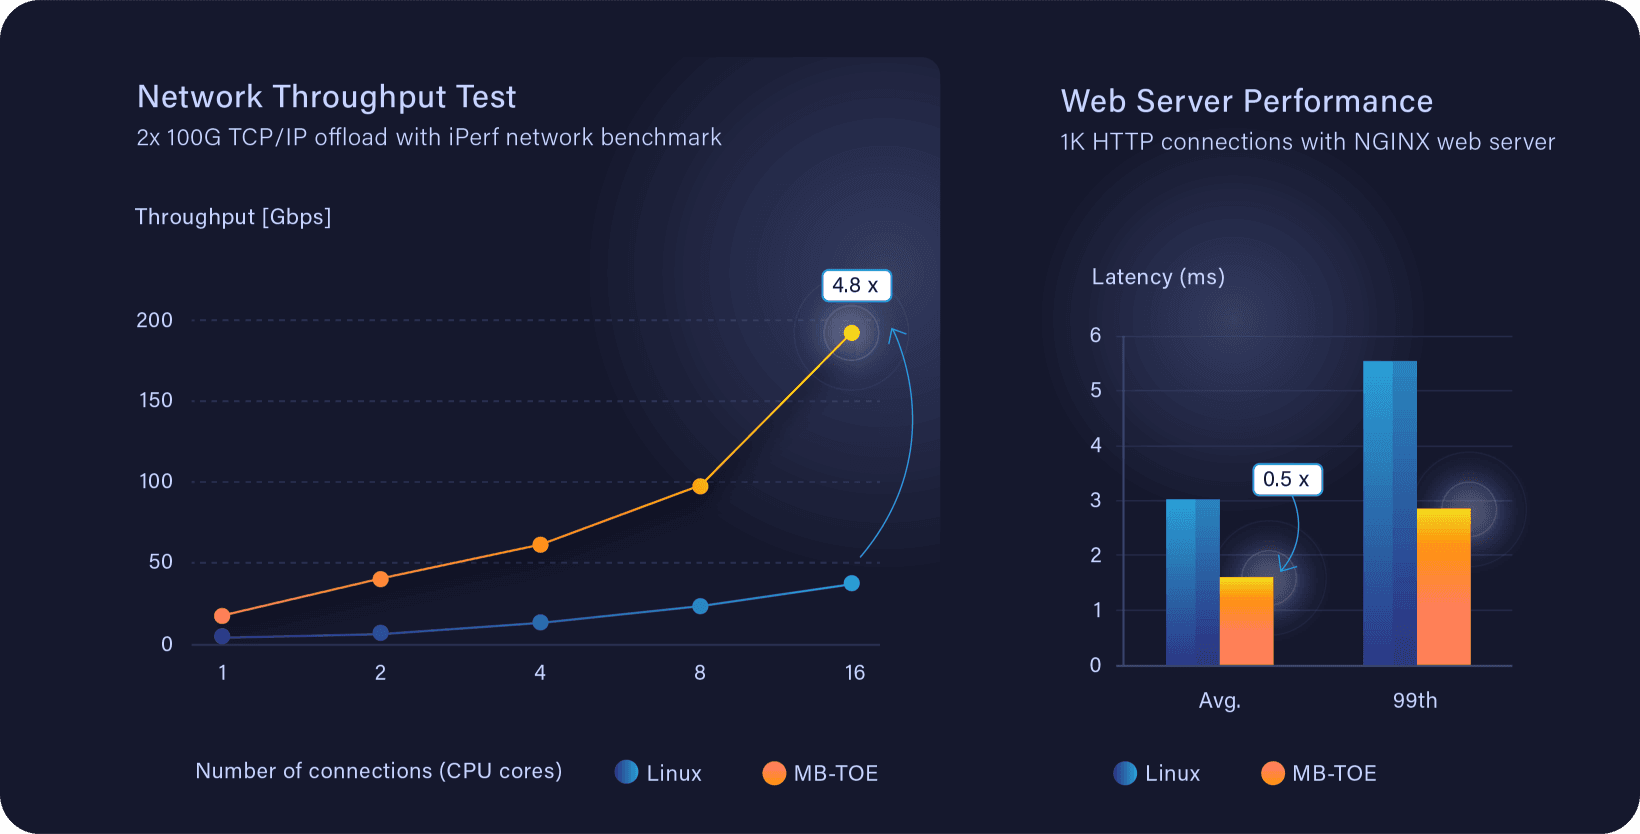 Network Throughput Test
2x 100G TCP/IP offload with iPerf network benchmark
Throughput [Gbps]
4.8 x
200
150
100
50
0
1 2 4 8 16
Number of connections (CPU cores) Linux MB-TOE
Web Server Performance
1K HTTP connections with NGINX web server
Latency (ms)
6
5
4
0.5 x
3
2
1
0
Avg. 99th
Linux MB-TOE